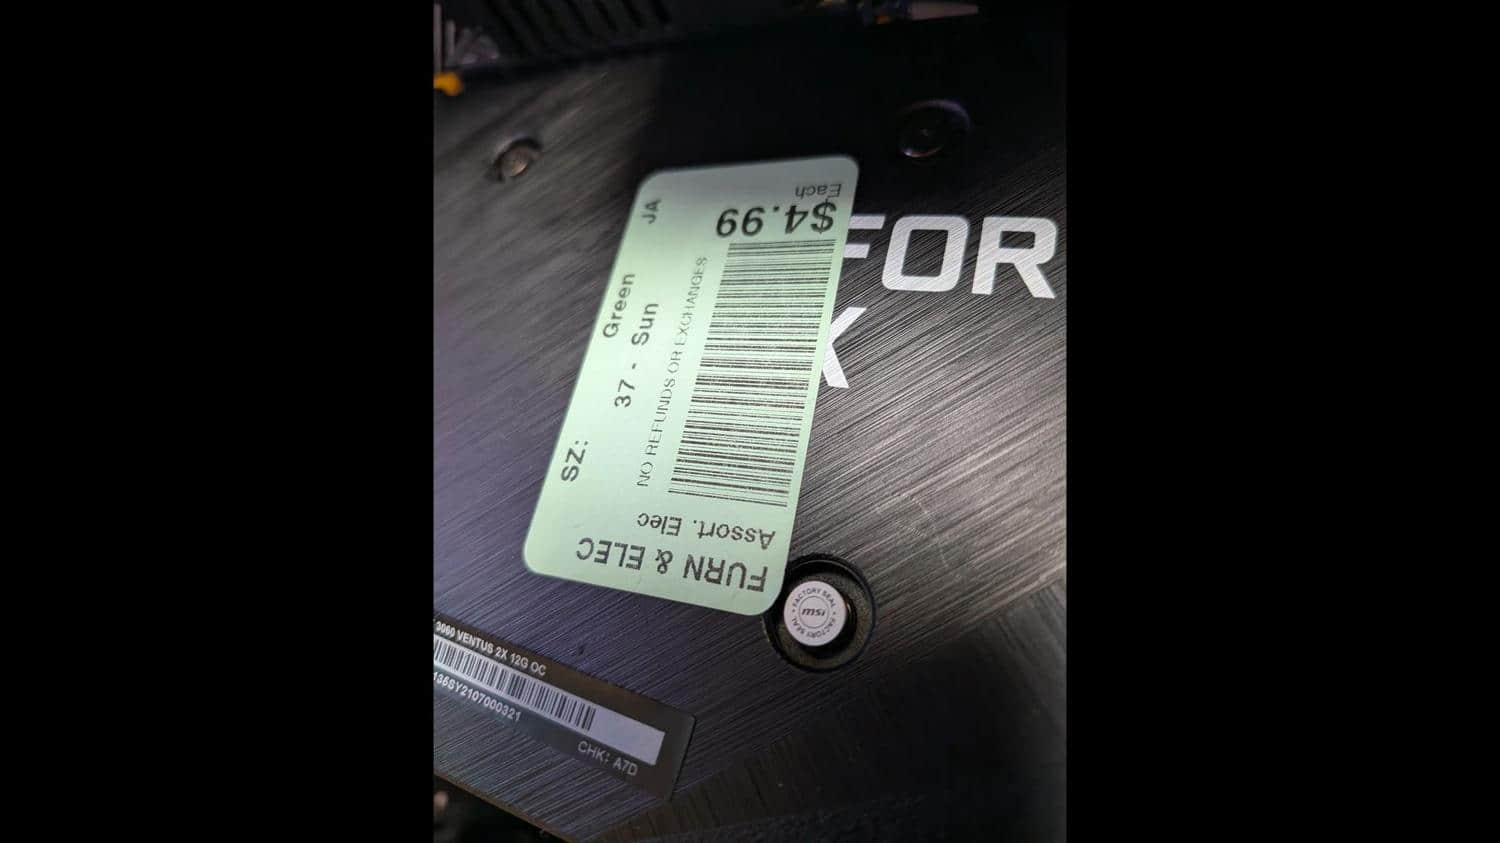 FURN & ELEC
Assort. Elec
$4.99
Each
NO REFUNDS OR EXCHANGES
37 - Sun
Green
SZ:
JA
FOR
X
3060 VENTUS 2X 12G OC
SY2107000321
CHK: A7D
FACTORY SEAL
msi
FACTORY SEAL